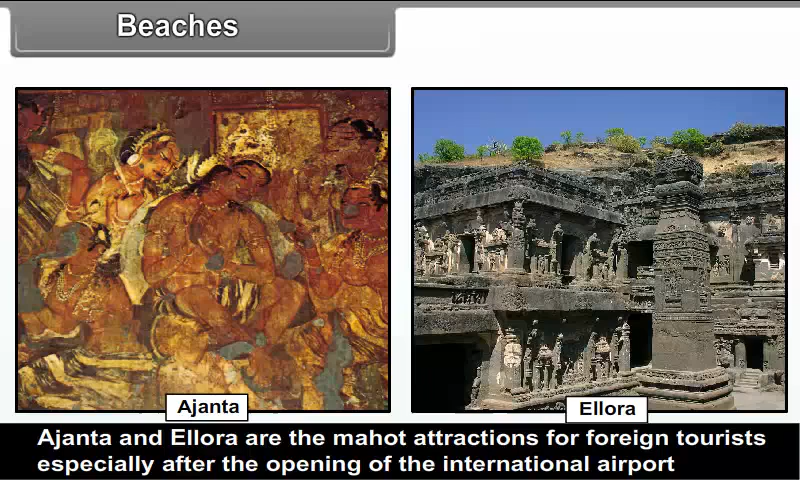 Beaches
Ajanta
Ellora
Ajanta and Ellora are the mahot attractions for foreign tourists
especially after the opening of the international airport